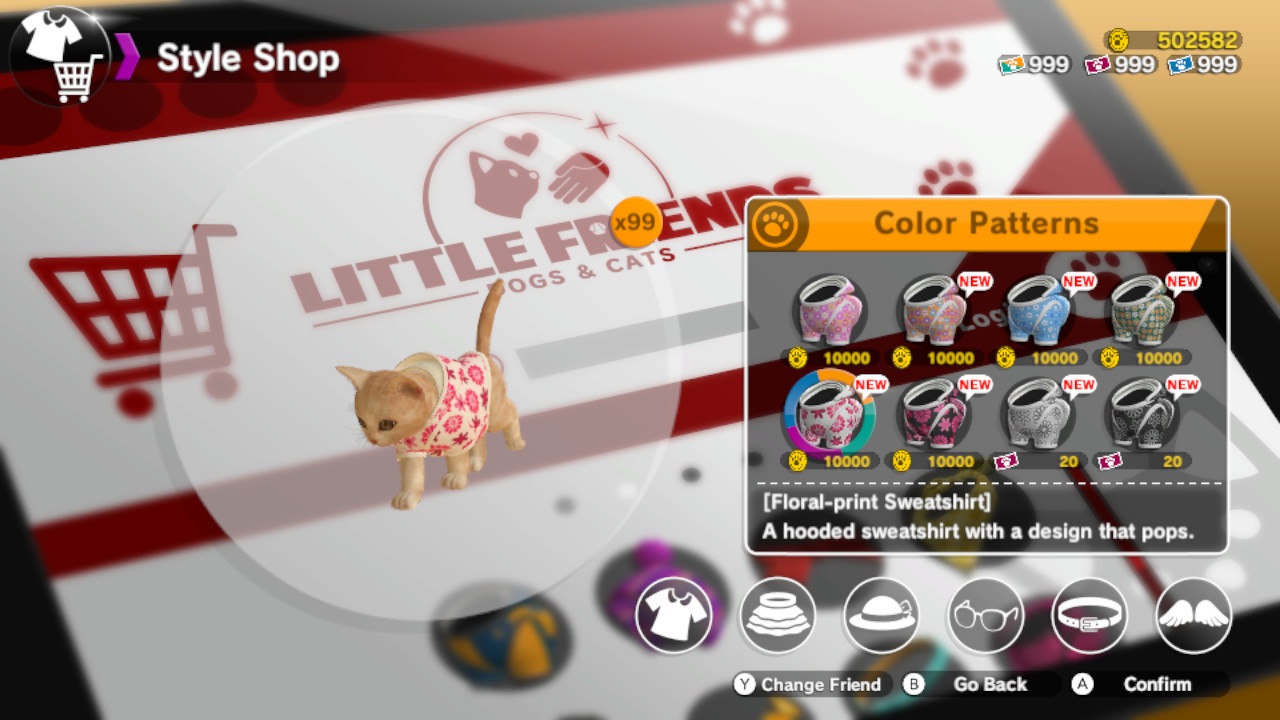 Style Shop
502582
999 999 999
LITTLE FRIENDS
DOGS & CATS
x99
Color Patterns
NEW NEW NEW
10000 10000 10000 10000
NEW NEW NEW NEW
10000 10000 20 20
[Floral-print Sweatshirt]
A hooded sweatshirt with a design that pops.
Y Change Friend B Go Back A Confirm